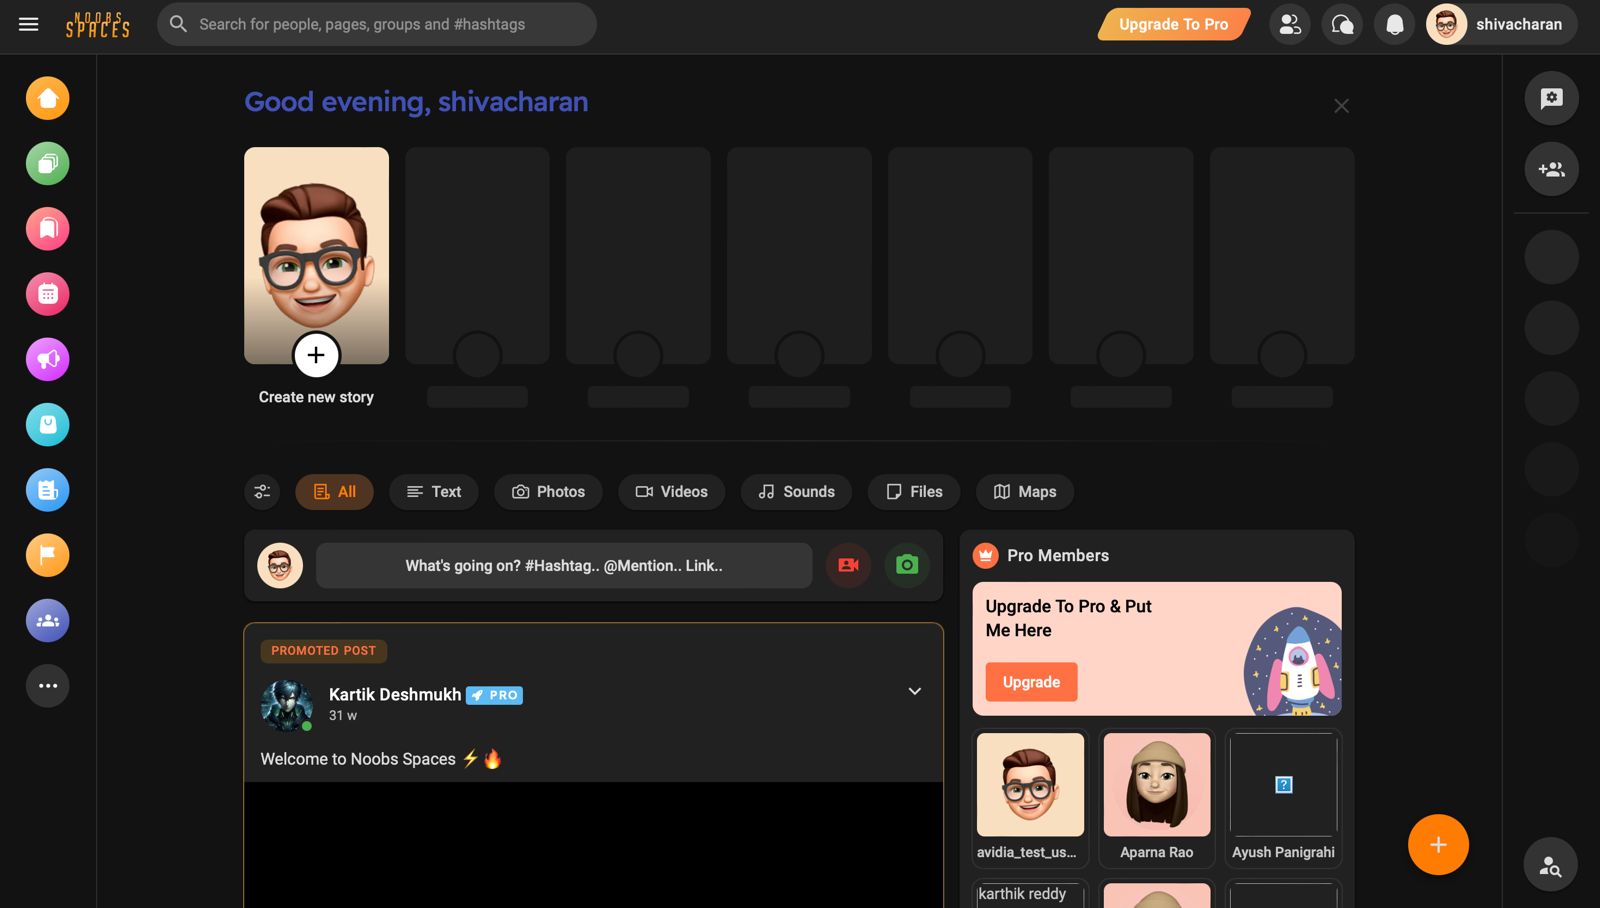 NOOBS
SPACES
Search for people, pages, groups and #hashtags
Upgrade To Pro
shivacharan
Good evening, shivacharan
Create new story
All
Text
Photos
Videos
Sounds
Files
Maps
What's going on? #Hashtag.. @Mention.. Link..
Pro Members
Upgrade To Pro & Put
Me Here
Upgrade
PROMOTED POST
Kartik Deshmukh PRO
31 w
Welcome to Noobs Spaces ⚡🔥
avidia_test_us...
Aparna Rao
Ayush Panigrahi
karthik reddy